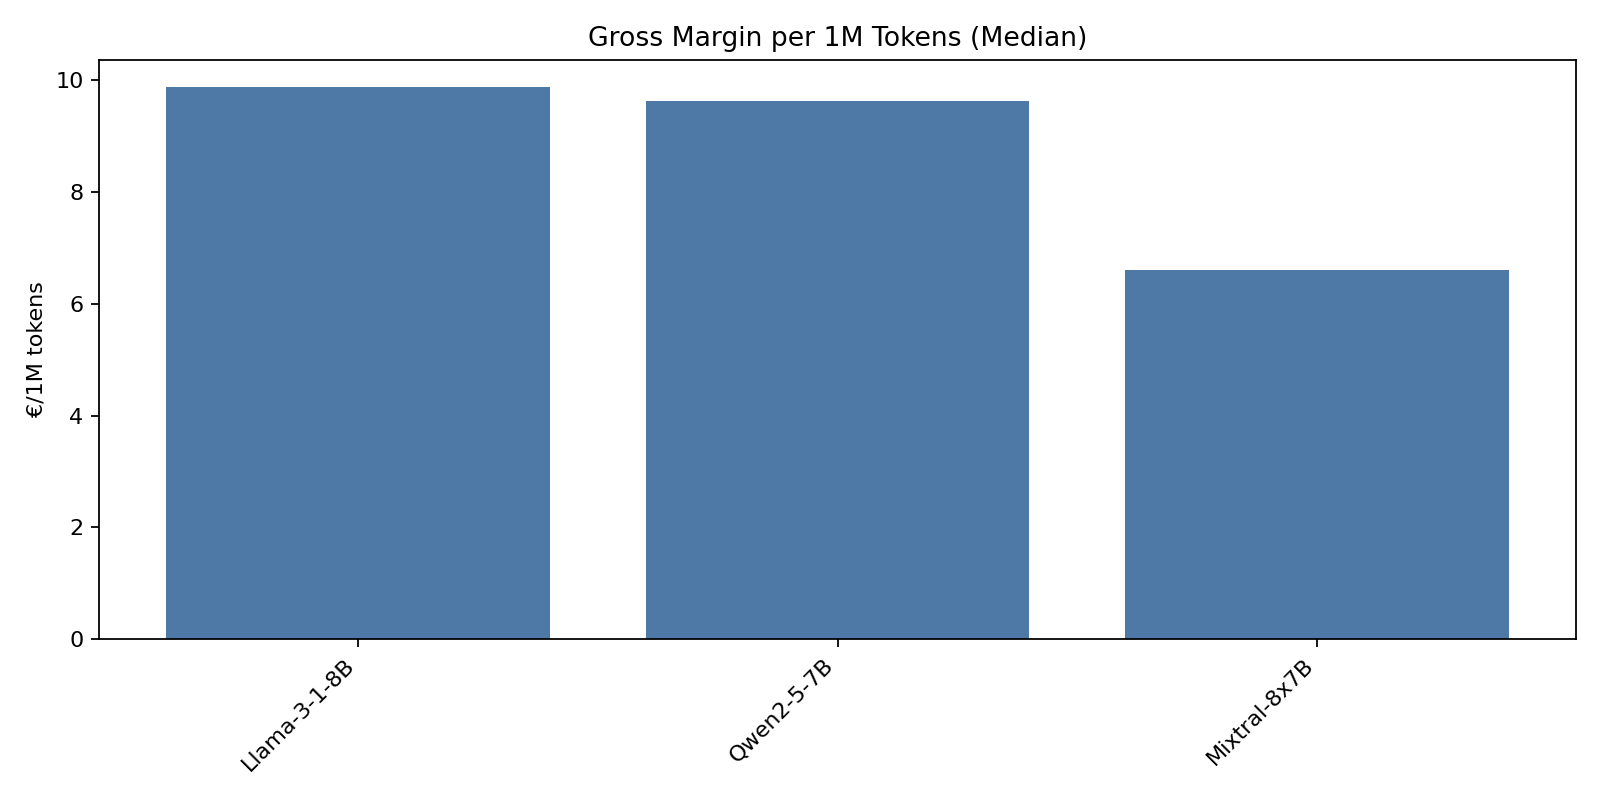 Gross Margin per 1M Tokens (Median)
€/1M tokens
10
8
6
4
2
0
Llama-3-1-8B
Qwen2-5-7B
Mixtral-8x7B